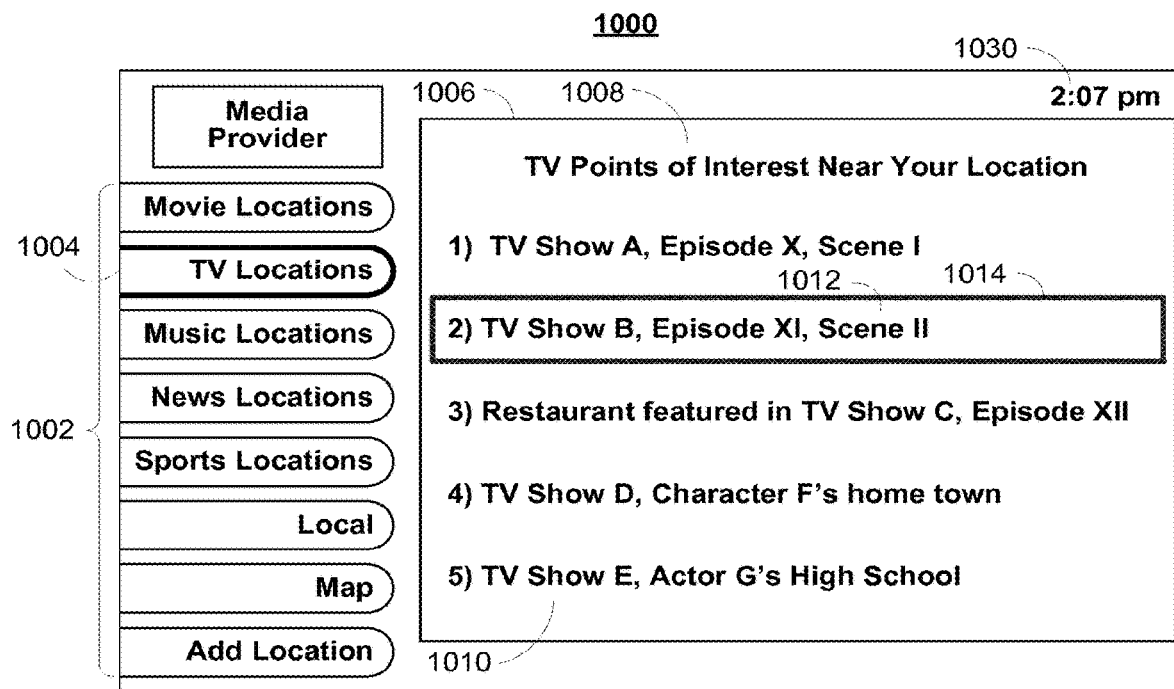 1000
1030
1006
1008
2:07 pm
Media
Provider
TV Points of Interest Near Your Location
1002
1004
Movie Locations
TV Locations
Music Locations
News Locations
Sports Locations
Local
Map
Add Location
1) TV Show A, Episode X, Scene I
1012
1014
2) TV Show B, Episode XI, Scene II
3) Restaurant featured in TV Show C, Episode XII
4) TV Show D, Character F's home town
5) TV Show E, Actor G's High School
1010